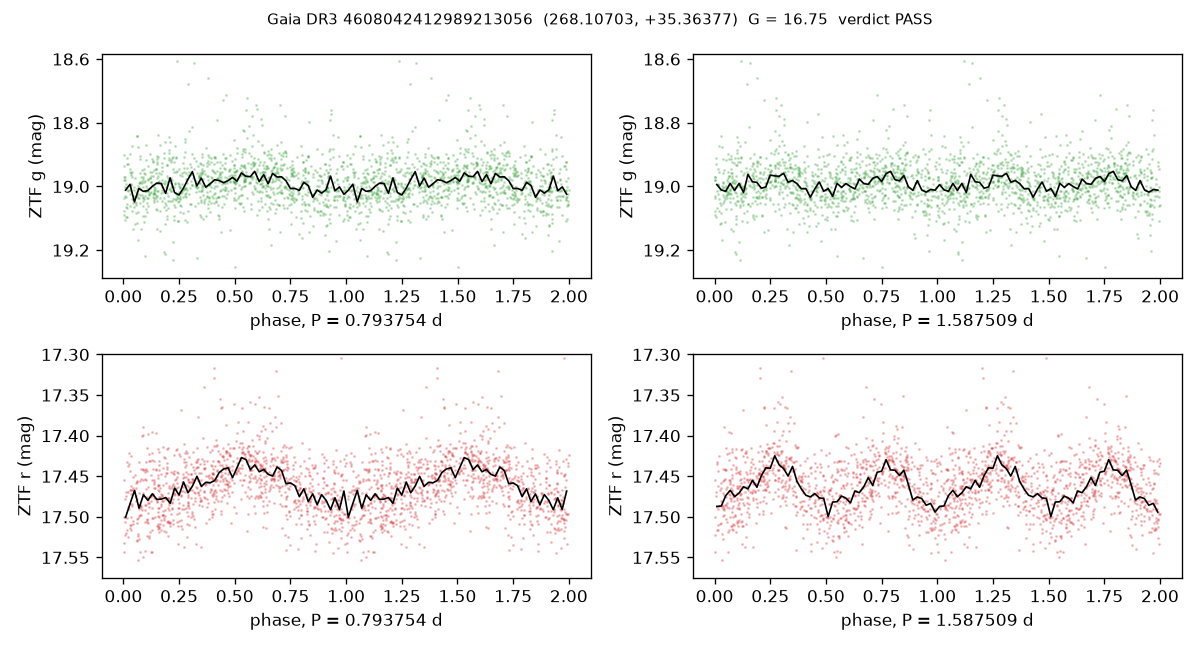 Gaia DR3 4608042412989213056  (268.10703, +35.36377)  G = 16.75  verdict PASS
ZTF g (mag)
18.6
18.8
19.0
19.2
0.00 0.25 0.50 0.75 1.00 1.25 1.50 1.75 2.00
phase, P = 0.793754 d
ZTF g (mag)
18.6
18.8
19.0
19.2
0.00 0.25 0.50 0.75 1.00 1.25 1.50 1.75 2.00
phase, P = 1.587509 d
ZTF r (mag)
17.30
17.35
17.40
17.45
17.50
17.55
0.00 0.25 0.50 0.75 1.00 1.25 1.50 1.75 2.00
phase, P = 0.793754 d
ZTF r (mag)
17.30
17.35
17.40
17.45
17.50
17.55
0.00 0.25 0.50 0.75 1.00 1.25 1.50 1.75 2.00
phase, P = 1.587509 d